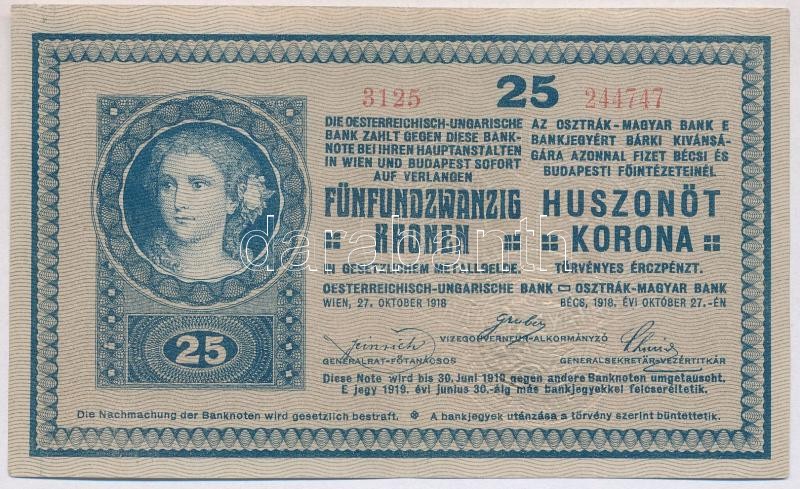 3125 25 244747
DIE OESTERREICHISCH-UNGARISCHE
BANK ZAHLT GEGEN DIESE BANK-
NOTE BEI IHREN HAUPTANSTALTEN
IN WIEN UND BUDAPEST SOFORT
AUF VERLANGEN
FÜNFUNDZWANZIG
KRONEN
IN GESETZLICHEM METALLGELDE.
OESTERREICHISCH-UNGARISCHE BANK
WIEN, 27. OKTOBER 1918
AZ OSZTRÁK-MAGYAR BANK E
BANKJEGYÉRT BÁRKI KIVÁNSÁ-
GÁRA AZONNAL FIZET BÉCSI ÉS
BUDAPESTI FŐINTÉZETEINÉL
HUSZONÖT
KORONA
TÖRVÉNYES ÉRCZPÉNZT.
OSZTRÁK-MAGYAR BANK
BÉCS, 1918. ÉVI OKTÓBER 27.-ÉN
darabanth
25
Gruber
VIZEGOUVERNEUR-ALKORMÁNYZÓ
GENERALRAT-FŐTANÁCSOS
GENERALSEKRETÄR-VEZÉRTITKÁR
Diese Note wird bis 30. Juni 1919 gegen andere Banknoten umgetauscht.
E jegy 1919. évi junius 30.-áig más bankjegyekkel felcseréltetik.
Die Nachmachung der Banknoten wird gesetzlich bestraft. A bankjegyek utánzása a törvény szerint büntettetik.